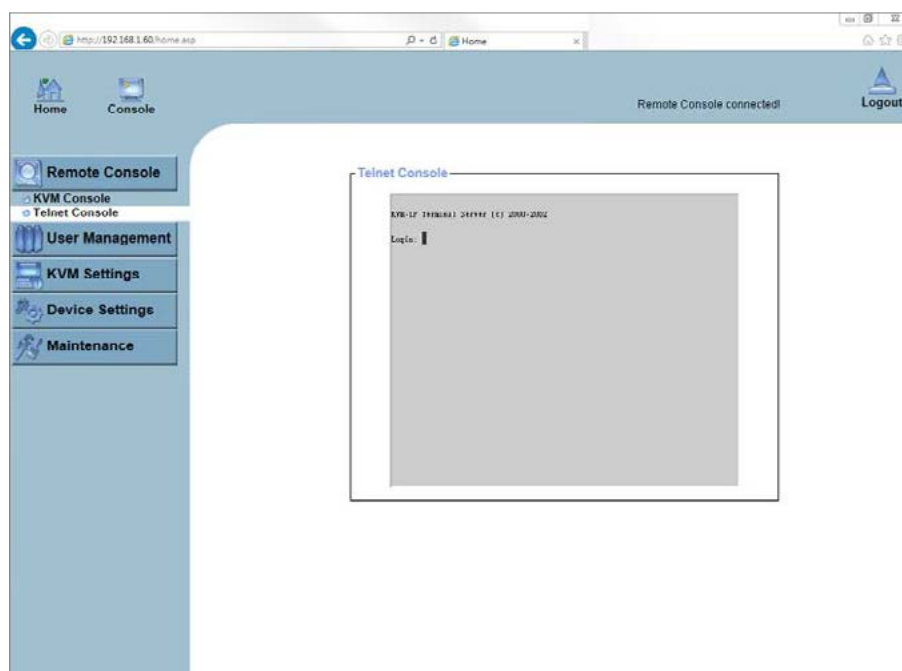 http://192.168.1.60/home.asp
Home
Home
Console
Remote Console connected!
Logout
Remote Console
KVM Console
Telnet Console
User Management
KVM Settings
Device Settings
Maintenance
Telnet Console
KVM-IP Terminal Server (c) 2000-2002
Login: